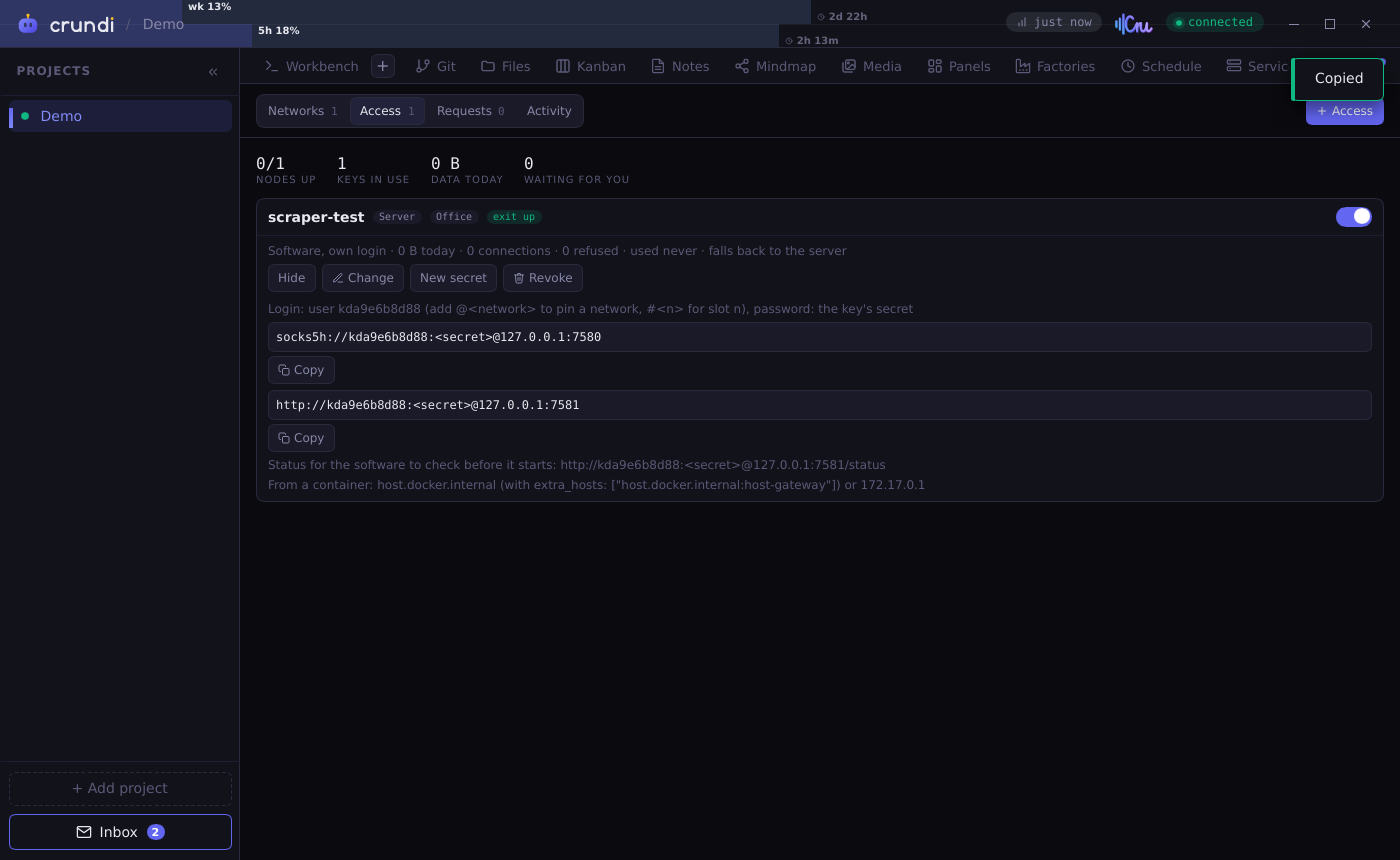 wk 13%
2d 22h
crundi / Demo
just now
Cru
connected
5h 18%
2h 13m
PROJECTS «
Workbench + Git Files Kanban Notes Mindmap Media Panels Factories Schedule Servic
Copied
Demo
Networks 1 Access 1 Requests 0 Activity
+ Access
0/1 1 0 B 0
NODES UP KEYS IN USE DATA TODAY WAITING FOR YOU
scraper-test Server Office exit up
Software, own login · 0 B today · 0 connections · 0 refused · used never · falls back to the server
Hide Change New secret Revoke
Login: user kda9e6b8d88 (add @<network> to pin a network, #<n> for slot n), password: the key's secret
socks5h://kda9e6b8d88:<secret>@127.0.0.1:7580
Copy
http://kda9e6b8d88:<secret>@127.0.0.1:7581
Copy
Status for the software to check before it starts: http://kda9e6b8d88:<secret>@127.0.0.1:7581/status
From a container: host.docker.internal (with extra_hosts: ["host.docker.internal:host-gateway"]) or 172.17.0.1
+ Add project
Inbox 2